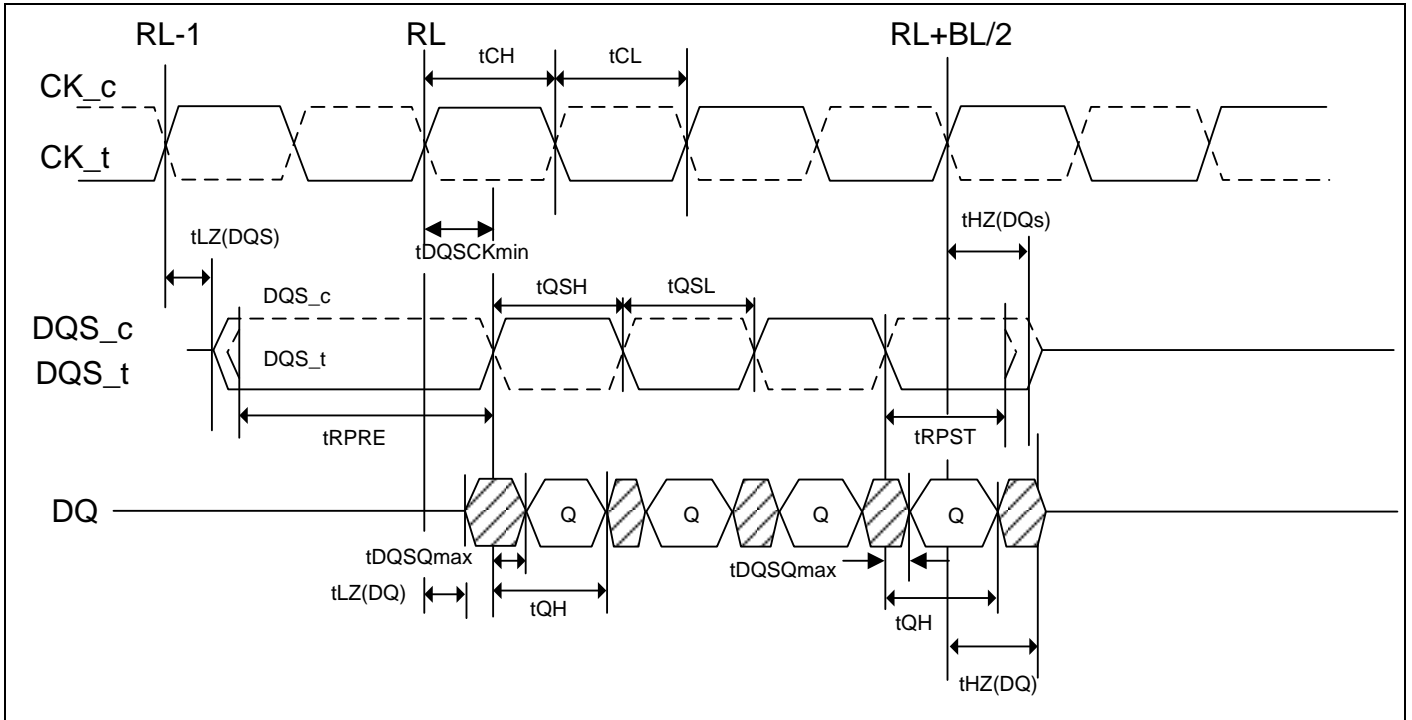 RL-1
RL
RL+BL/2
tCH
tCL
CK_c
CK_t
tLZ(DQS)
tDQSCKmin
tHZ(DQs)
tQSH
tQSL
DQS_c
DQS_c
DQS_t
DQS_t
tRPRE
tRPST
DQ
Q
Q
Q
Q
tDQSQmax
tDQSQmax
tLZ(DQ)
tQH
tQH
tHZ(DQ)